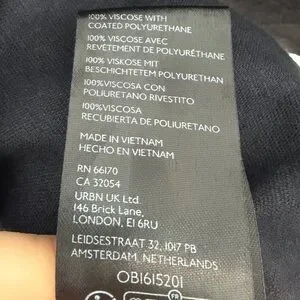 100% VISCOSE WITH
COATED POLYURETHANE
100% VISCOSE AVEC
REVÊTEMENT DE POLYURÉTHANE
100% VISKOSE MIT
BESCHICHTETEM POLYURETHAN
100%VISCOSA CON
POLIURETANO RIVESTITO
100%VISCOSA
RECUBIERTA DE POLIURETANO
MADE IN VIETNAM
HECHO EN VIETNAM
RN 66170
CA 32054
URBN UK Ltd.
146 Brick Lane,
LONDON, E1 6RU
LEIDSESTRAAT 32, 1017 PB
AMSTERDAM, NETHERLANDS
OB1615201
FR